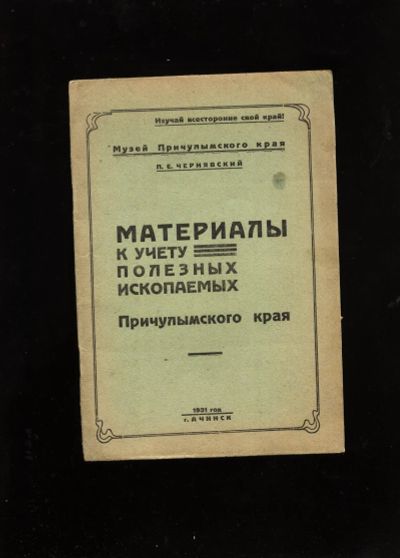 Изучай всесторонне свой край!
Музей Причулымского края
П. Е. ЧЕРНЯВСКИЙ
МАТЕРИАЛЫ
К УЧЕТУ
ПОЛЕЗНЫХ
ИСКОПАЕМЫХ
Причулымского края
1931 год
г. АЧИНСК